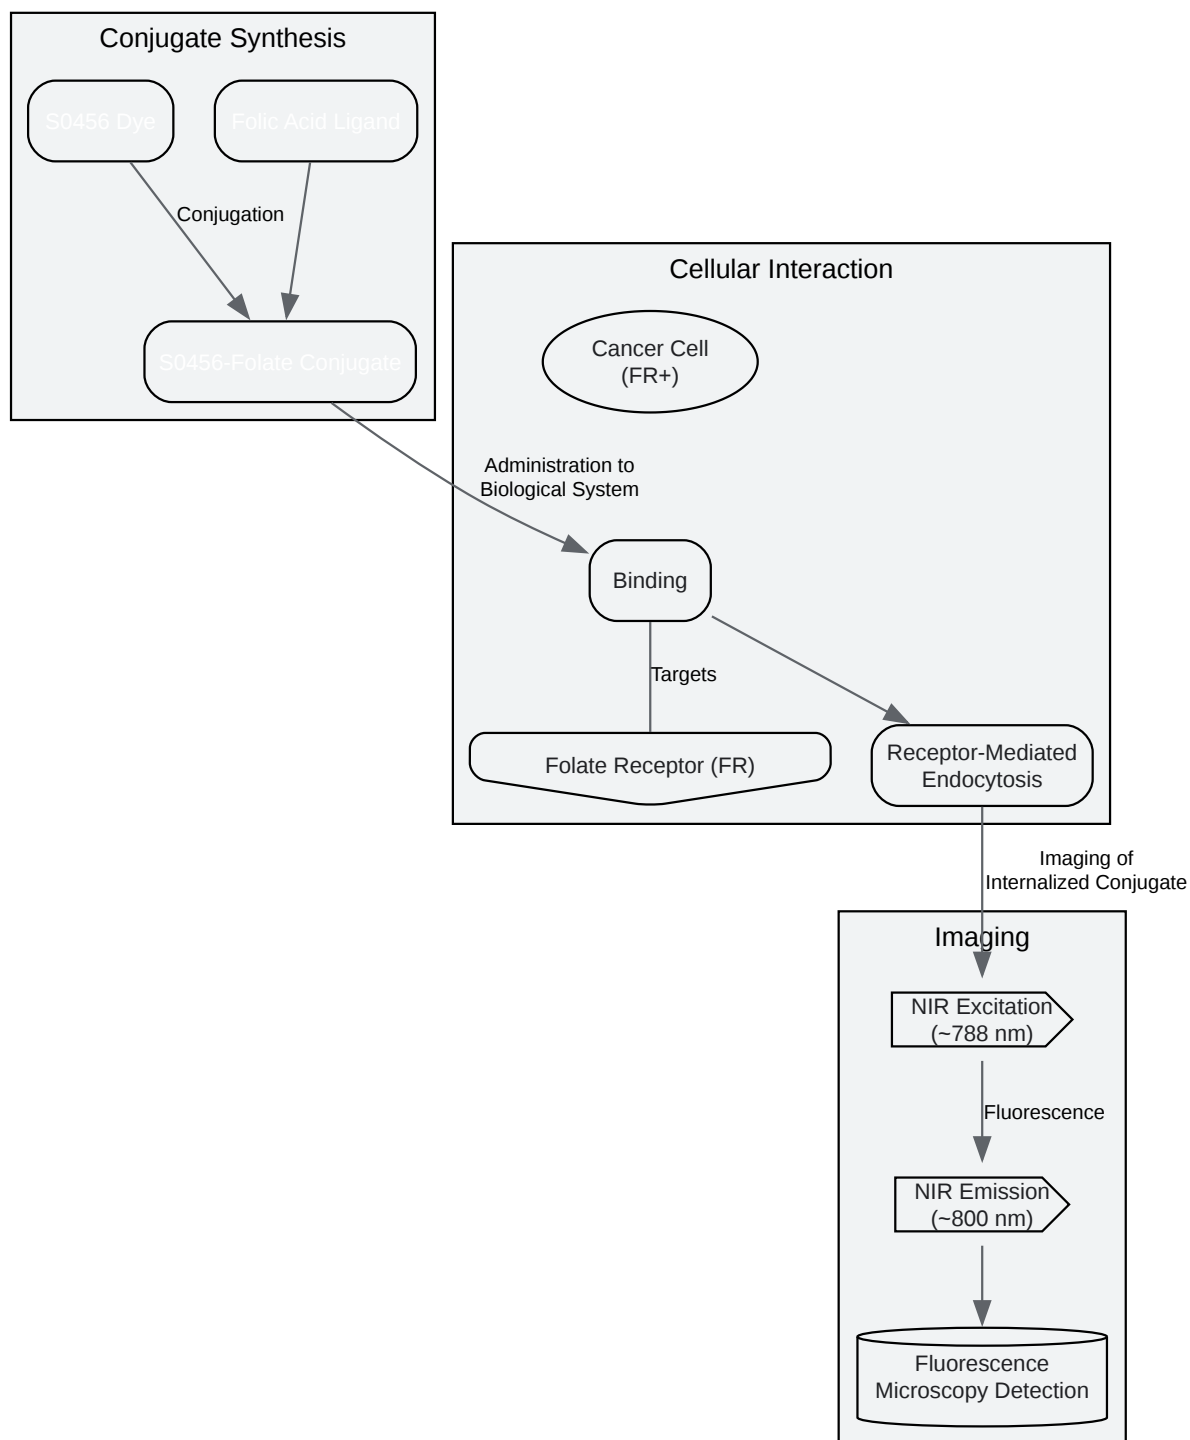 Conjugate Synthesis
S0456 Dye
Folic Acid Ligand
Conjugation
S0456-Folate Conjugate
Cellular Interaction
Cancer Cell
(FR+)
Administration to
Biological System
Binding
Targets
Folate Receptor (FR)
Receptor-Mediated
Endocytosis
Imaging of
Internalized Conjugate
Imaging
NIR Excitation
(~788 nm)
Fluorescence
NIR Emission
(~800 nm)
Fluorescence
Microscopy Detection